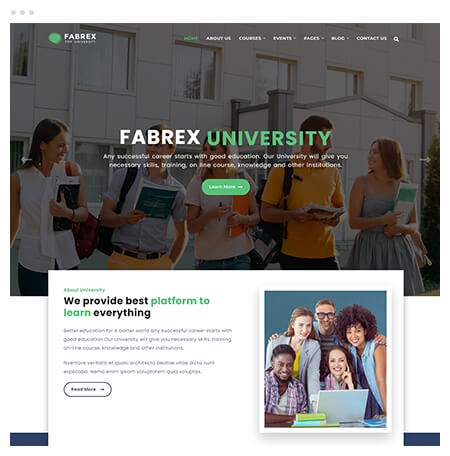 FABREX
FOR UNIVERSITY
HOME ABOUT US COURSES EVENTS PAGES BLOG CONTACT US
FABREX UNIVERSITY
Any successful career starts with good education. Our University will give you
necessary skills, training, on line course, knowledge and other institutions.
Learn More →
About University
We provide best platform to
learn everything
Better education for A batter world any successful career starts with
good education Our University will give you necessary skills, training,
on-line course, knowledge and other institutions.
Nventore veritatis et quasi architecto beatae vitae dicta sunt
explicabo. Nemo enim ipsam voluptatem quia voluptas.
Read More →